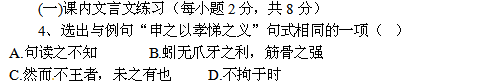 (一)课内文言文练习（每小题2分，共8分）
4、选出与例句“申之以孝悌之义”句式相同的一项（ ）
A.句读之不知 B.蚓无爪牙之利，筋骨之强
C.然而不王者，未之有也 D.不拘于时